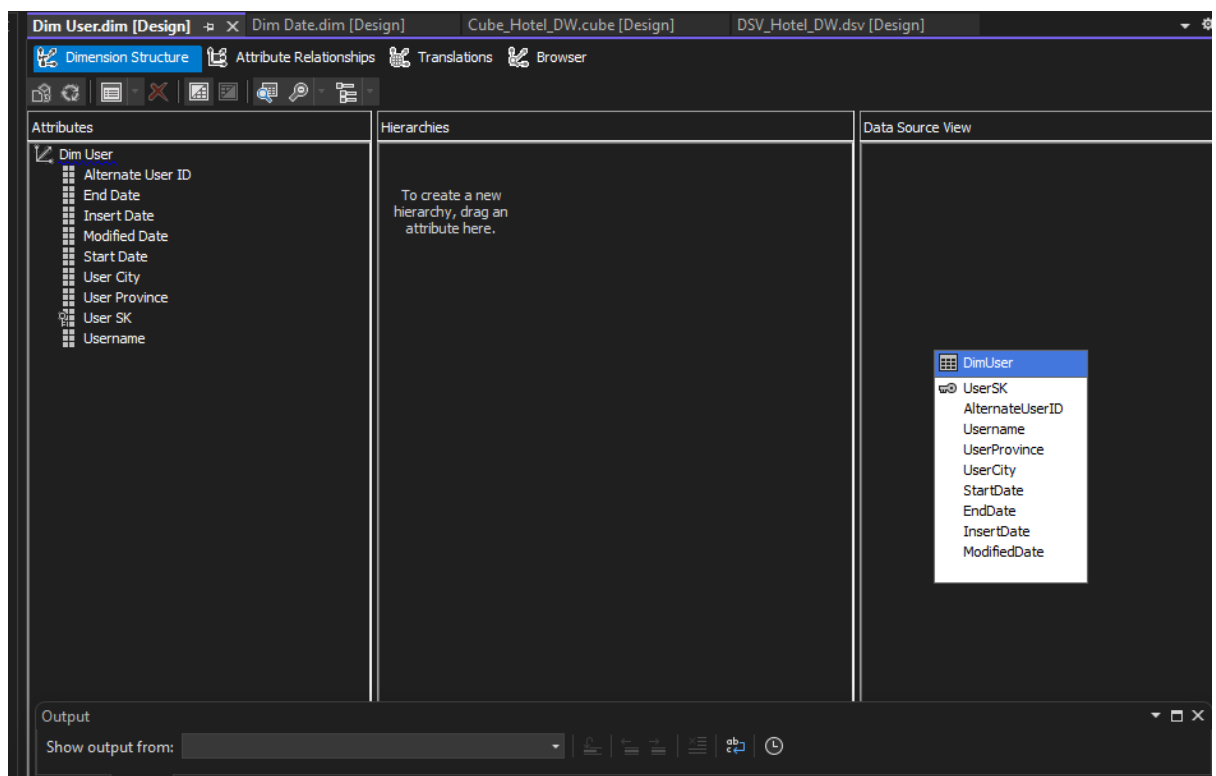 Dim User.dim [Design] Dim Date.dim [Design] Cube_Hotel_DW.cube [Design] DSV_Hotel_DW.dsv [Design]
Dimension Structure Attribute Relationships Translations Browser
Attributes
Dim User
Alternate User ID
End Date
Insert Date
Modified Date
Start Date
User City
User Province
User SK
Username
Hierarchies
To create a new
hierarchy, drag an
attribute here.
Data Source View
DimUser
UserSK
AlternateUserID
Username
UserProvince
UserCity
StartDate
EndDate
InsertDate
ModifiedDate
Output
Show output from: